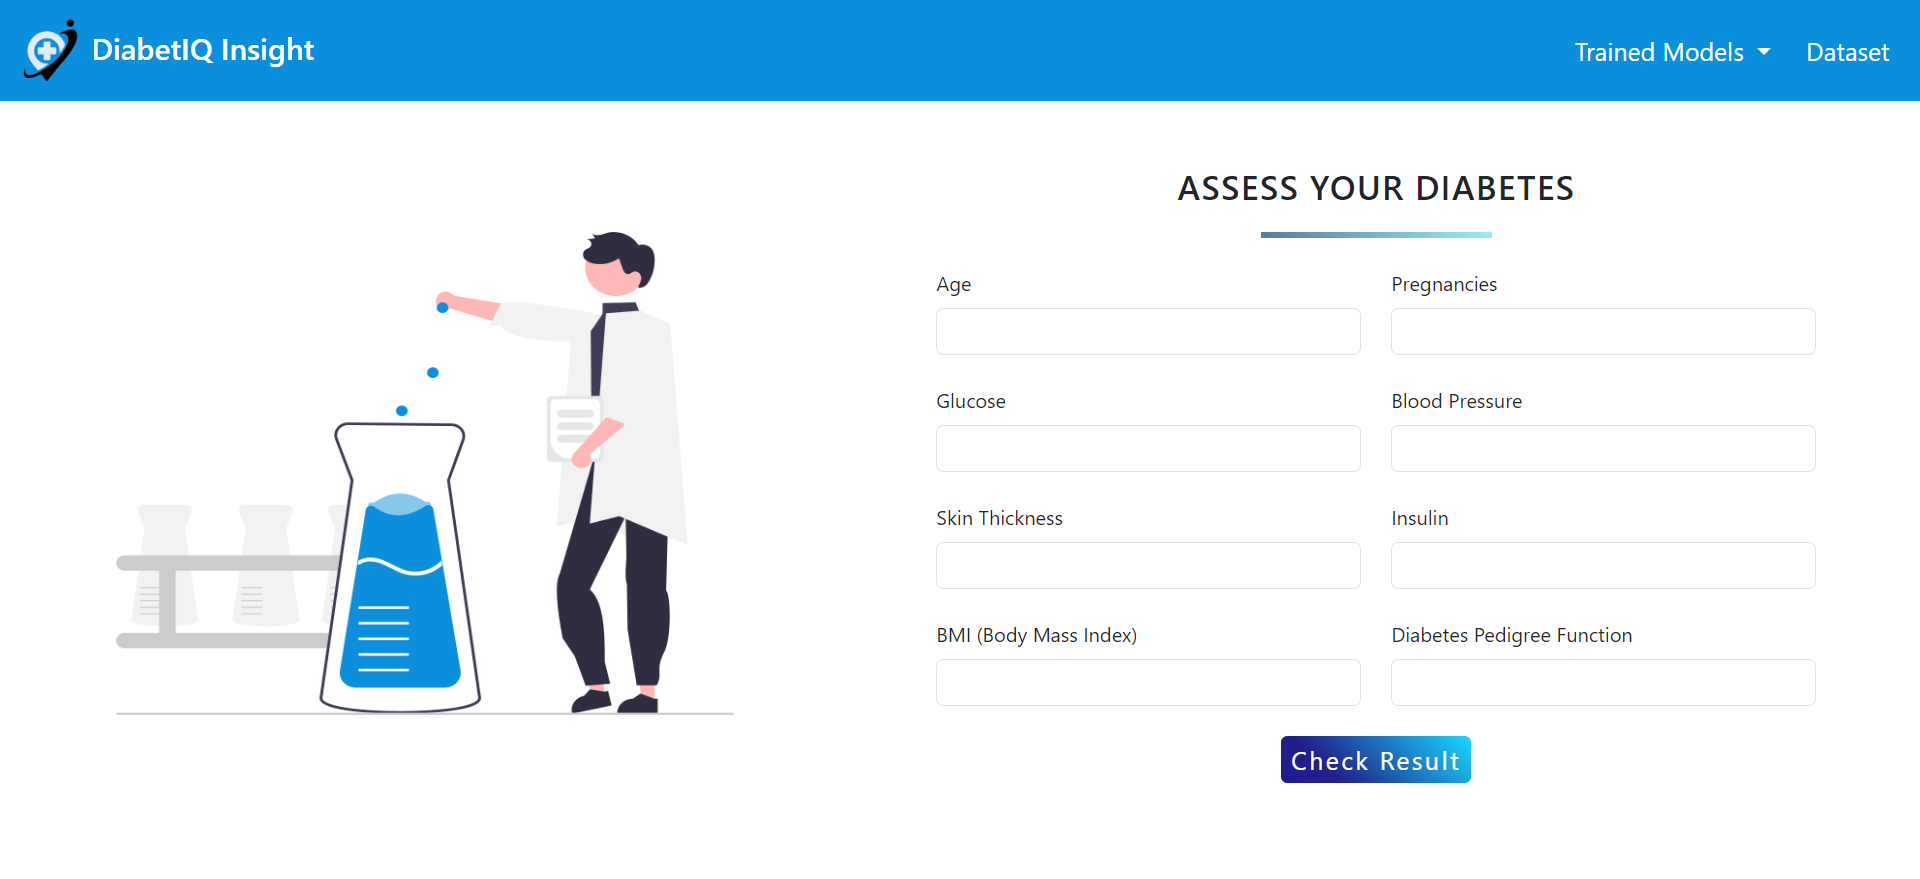 DiabetIQ Insight
Trained Models
Dataset
ASSESS YOUR DIABETES
Age
Pregnancies
Glucose
Blood Pressure
Skin Thickness
Insulin
BMI (Body Mass Index)
Diabetes Pedigree Function
Check Result